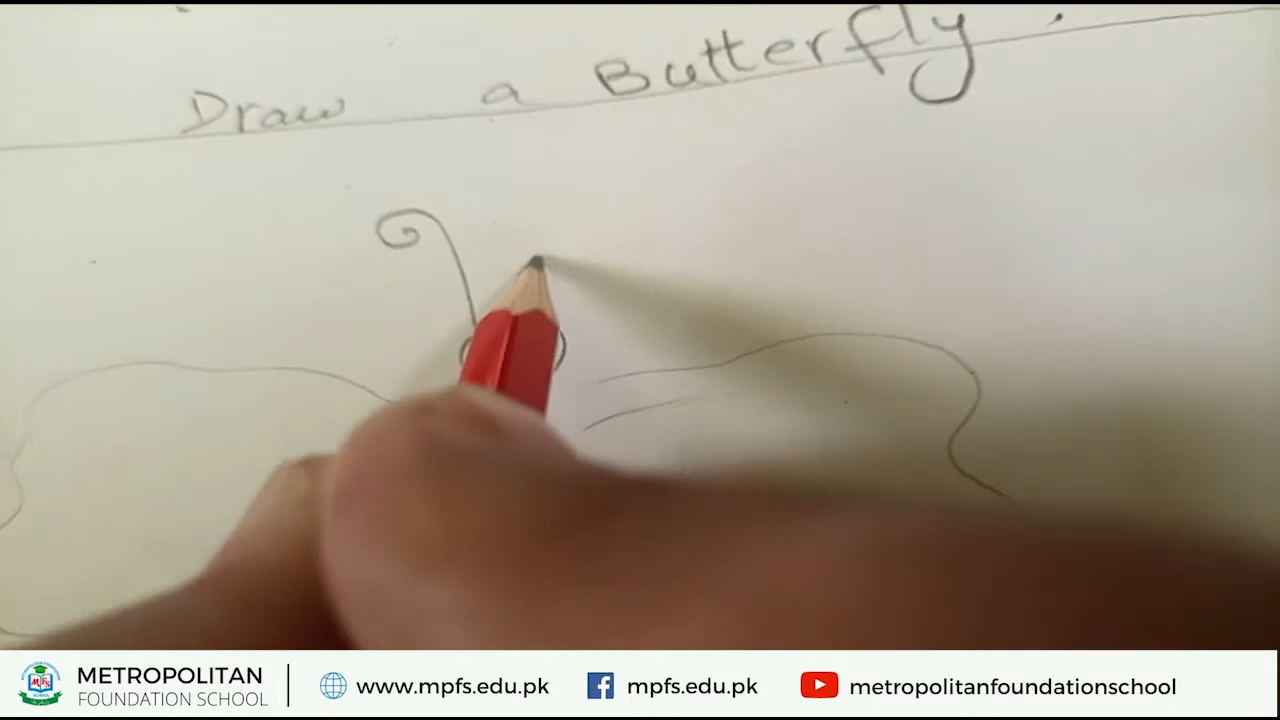 Draw a Butterfly.
METROPOLITAN
FOUNDATION SCHOOL
www.mpfs.edu.pk
mpfs.edu.pk
metropolitanfoundationschool